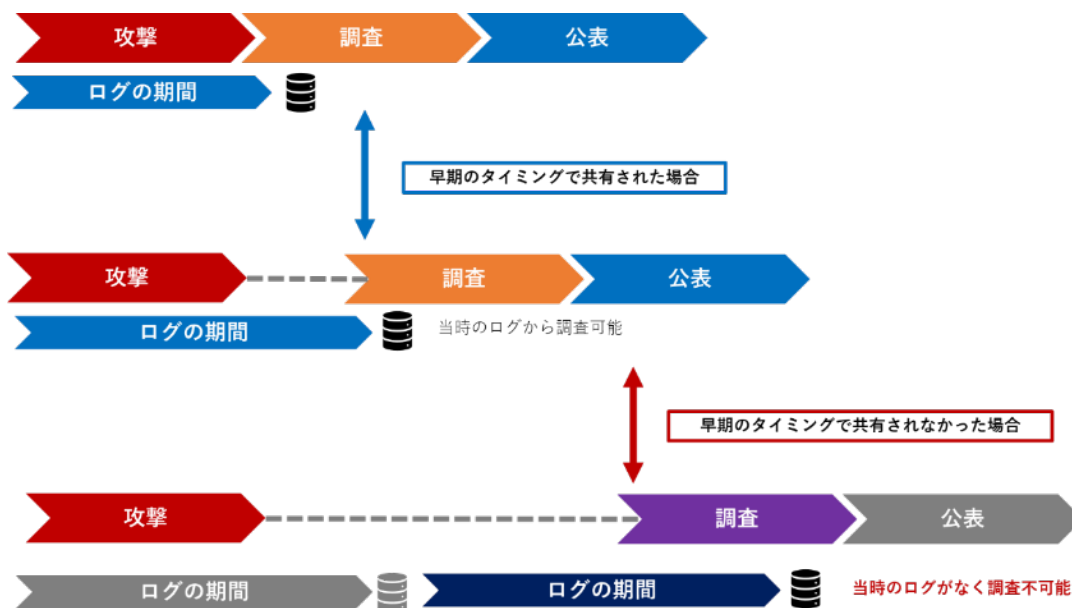 攻撃 調査 公表
ログの期間
早期のタイミングで共有された場合
攻撃 調査 公表
ログの期間 当時のログから調査可能
早期のタイミングで共有されなかった場合
攻撃 調査 公表
ログの期間 ログの期間 当時のログがなく調査不可能